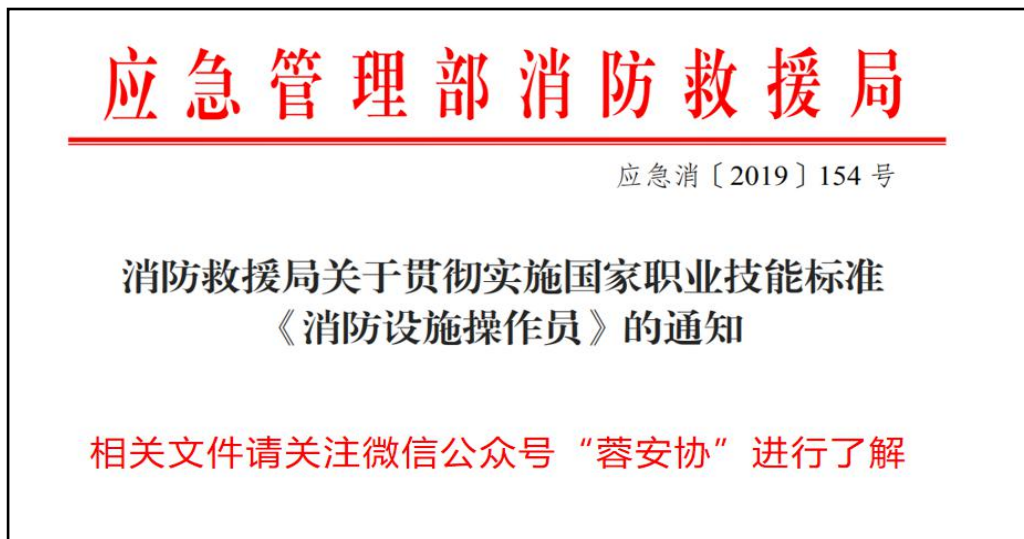 应急管理部消防救援局
应急消〔2019〕154 号
消防救援局关于贯彻实施国家职业技能标准
《消防设施操作员》的通知
相关文件请关注微信公众号“蓉安协”进行了解